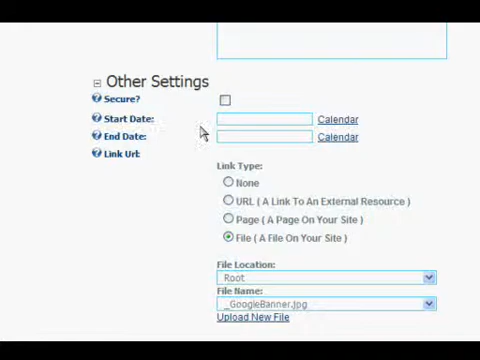 Other Settings
Secure?
Start Date: Calendar
End Date: Calendar
Link Url:
Link Type:
None
URL ( A Link To An External Resource )
Page ( A Page On Your Site )
File ( A File On Your Site )
File Location:
Root
File Name:
_GoogleBanner.jpg
Upload New File